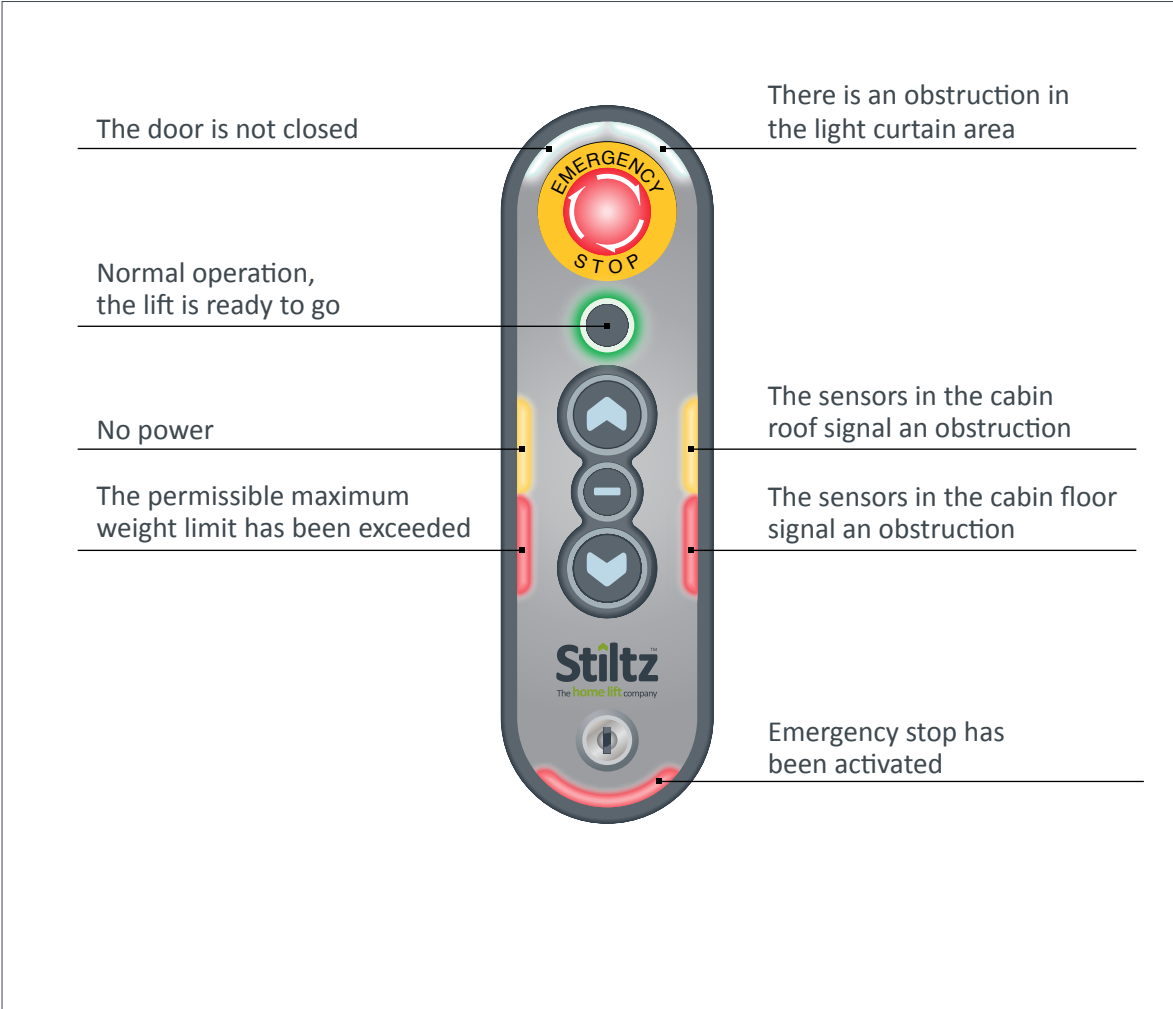 The door is not closed
There is an obstruction in
the light curtain area
EMERGENCY
STOP
Normal operation,
the lift is ready to go
No power
The sensors in the cabin
roof signal an obstruction
The permissible maximum
weight limit has been exceeded
The sensors in the cabin floor
signal an obstruction
Stiltz™
The home lift company
Emergency stop has
been activated